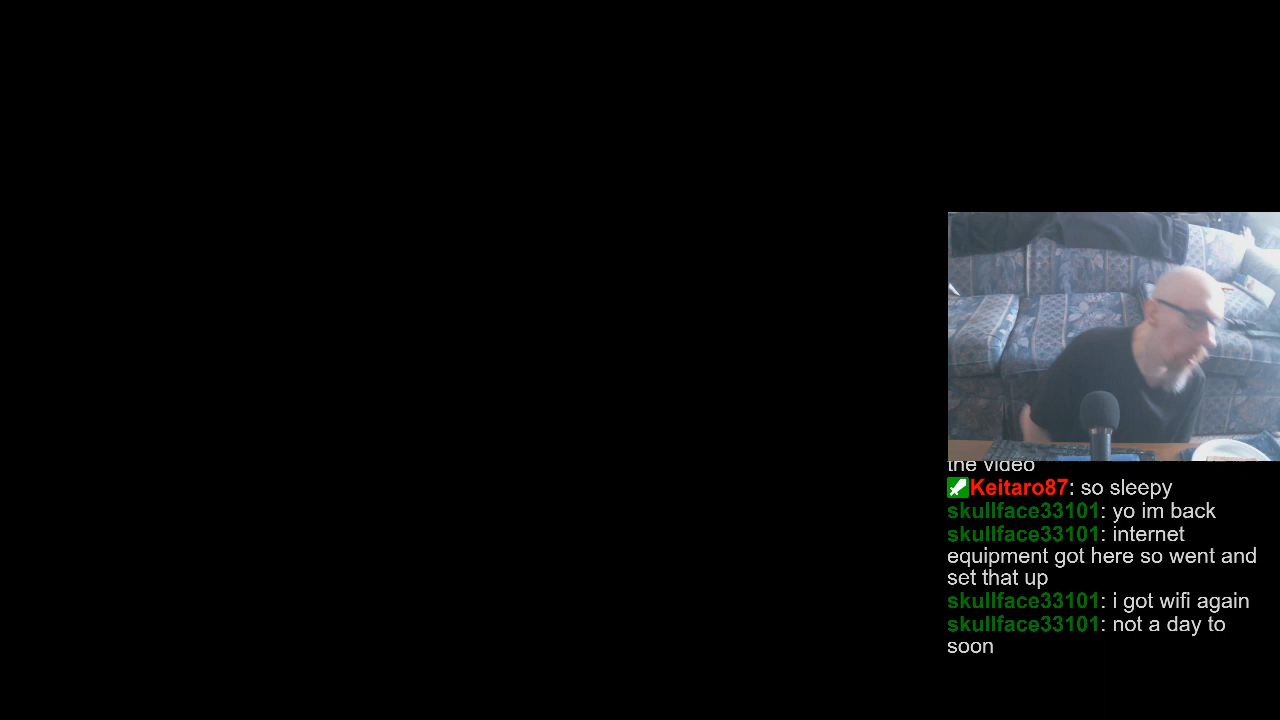 the video
Keitaro87: so sleepy
skullface33101: yo im back
skullface33101: internet
equipment got here so went and
set that up
skullface33101: i got wifi again
skullface33101: not a day to
soon